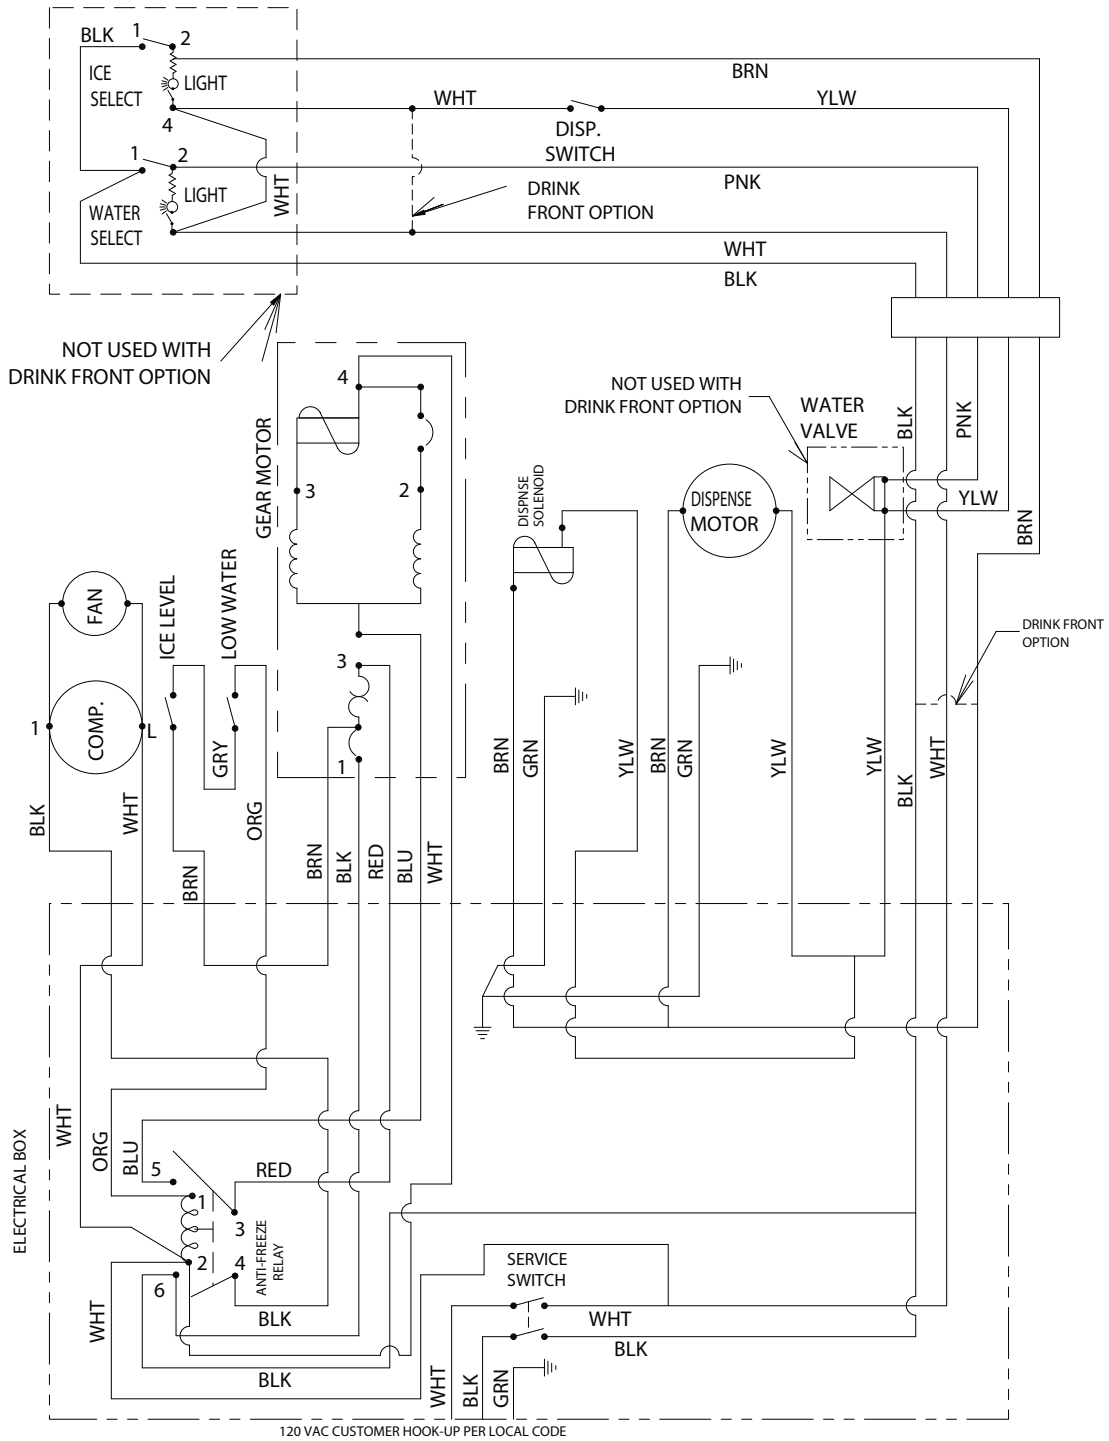 BLK
1
2
ICE
SELECT
LIGHT
4
BRN
WHT
YLW
DISP.
SWITCH
1
2
LIGHT
WATER
SELECT
WHT
PNK
DRINK
FRONT OPTION
WHT
BLK
NOT USED WITH
DRINK FRONT OPTION
GEAR MOTOR
4
3
2
3
1
DISPNSE
SOLENOID
DISPENSE
MOTOR
NOT USED WITH
DRINK FRONT OPTION
WATER
VALVE
BLK
PNK
YLW
BRN
DRINK FRONT
OPTION
FAN
COMP.
1
L
ICE LEVEL
LOW WATER
GRY
ORG
BLK
WHT
BRN
BRN
BLK
RED
BLU
WHT
BRN
GRN
YLW
BRN
GRN
YLW
YLW
BLK
WHT
ELECTRICAL BOX
WHT
ORG
BLU
5
1
RED
3
2
4
6
ANTI-FREEZE
RELAY
BLK
WHT
BLK
SERVICE
SWITCH
WHT
BLK
WHT
BLK
GRN
120 VAC CUSTOMER HOOK-UP PER LOCAL CODE